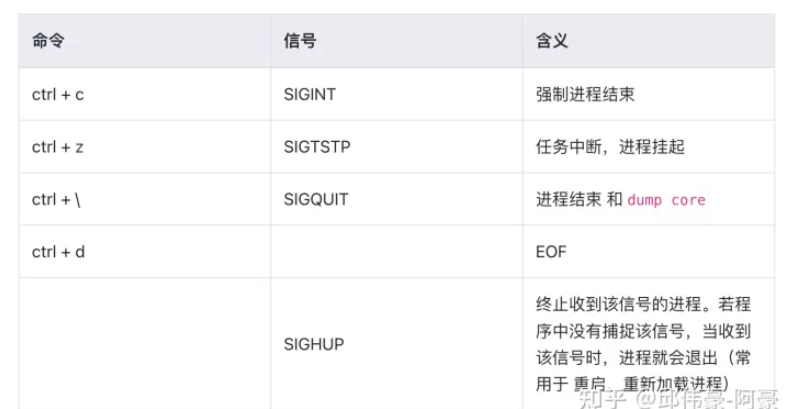 命令 信号 含义
ctrl + c SIGINT 强制进程结束
ctrl + z SIGTSTP 任务中断，进程挂起
ctrl + \ SIGQUIT 进程结束 和 dump core
ctrl + d EOF
SIGHUP
终止收到该信号的进程。若程
序中没有捕捉该信号，当收到
该信号时，进程就会退出（常
用于 重启、重新加载进程）
知乎 @邱伟豪-阿豪